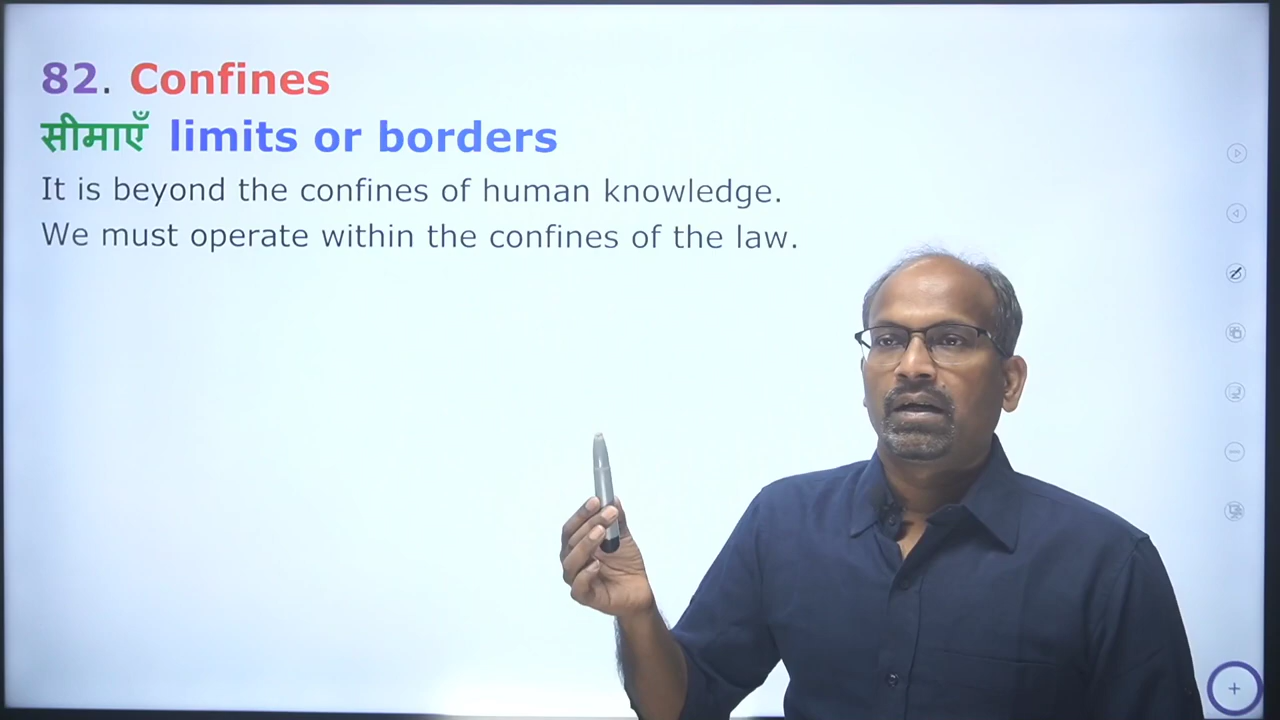 82. Confines
सीमाएँ limits or borders
It is beyond the confines of human knowledge.
We must operate within the confines of the law.